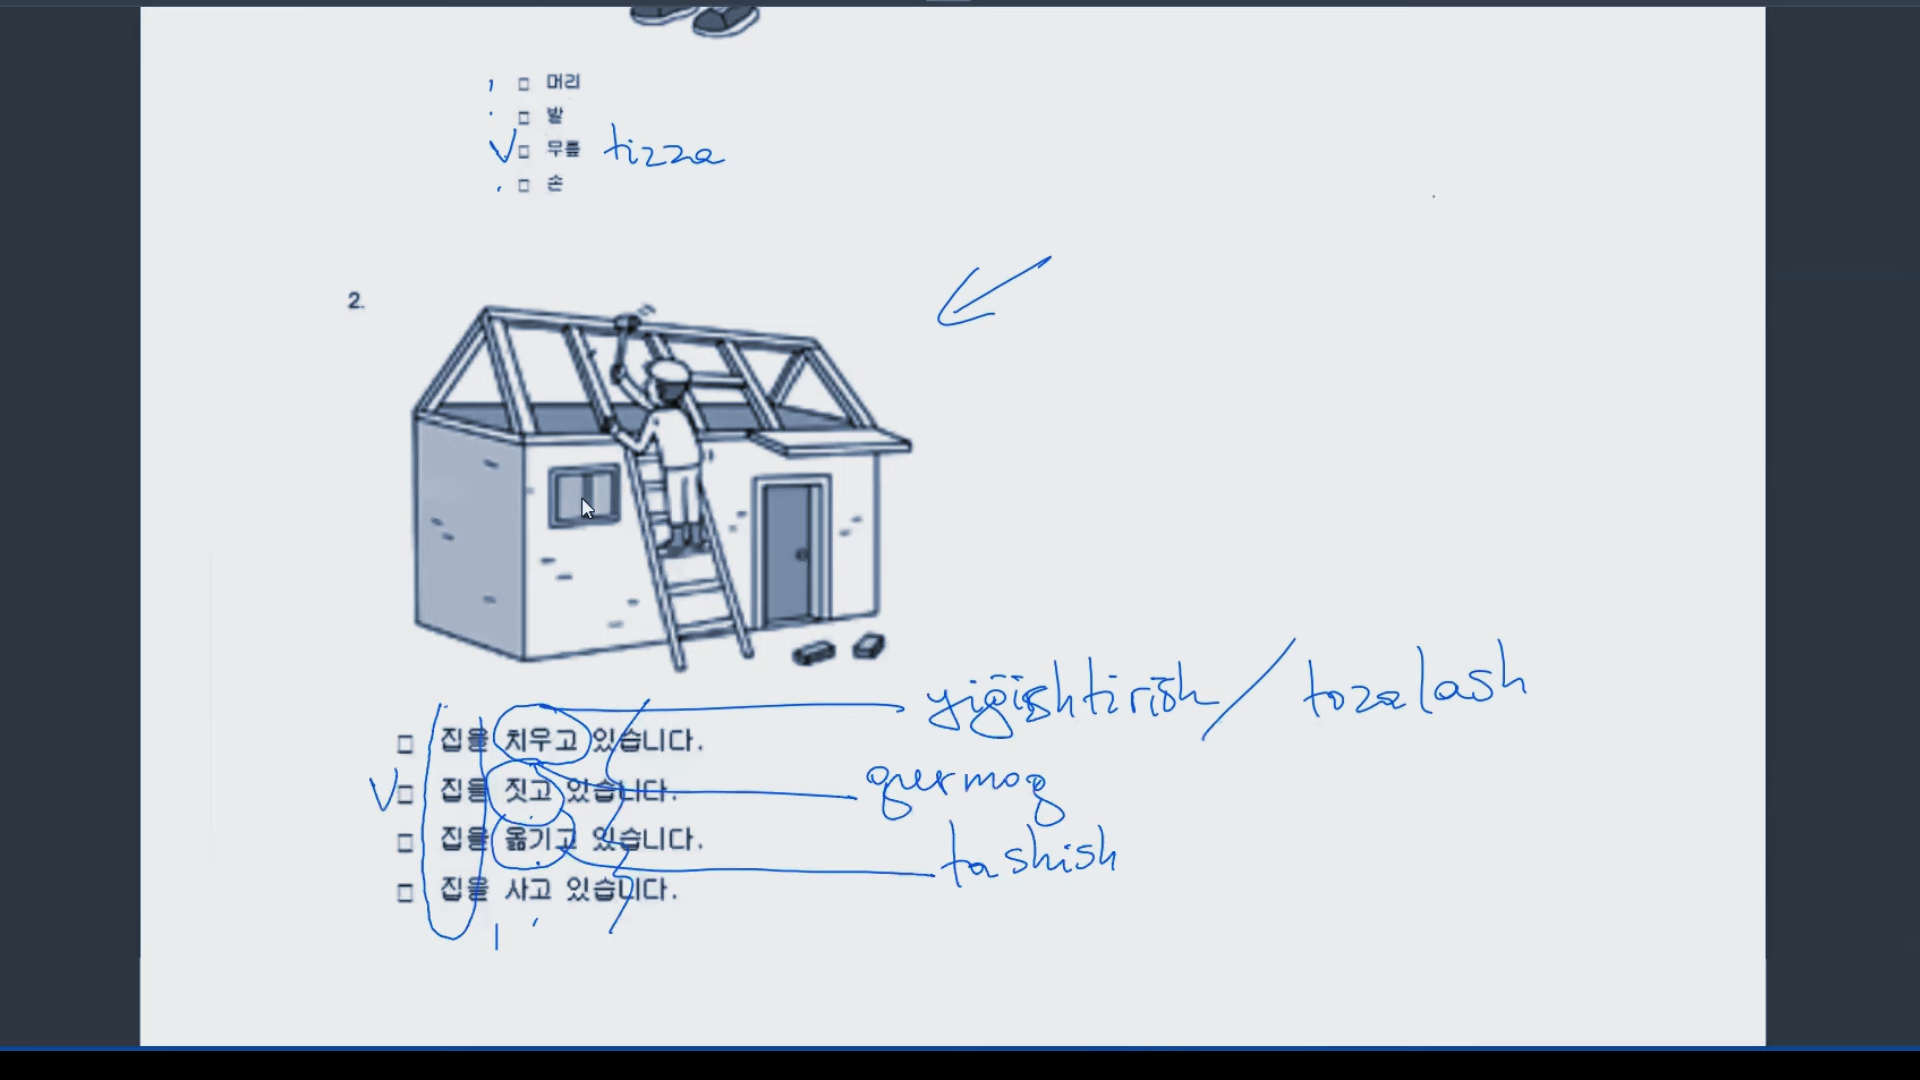 머리
발
무릎 tizza
손
2.
집을 치우고 있습니다. yig'ishtirish / tozalash
집을 짓고 있습니다. qurmoq
집을 옮기고 있습니다. tashish
집을 사고 있습니다.